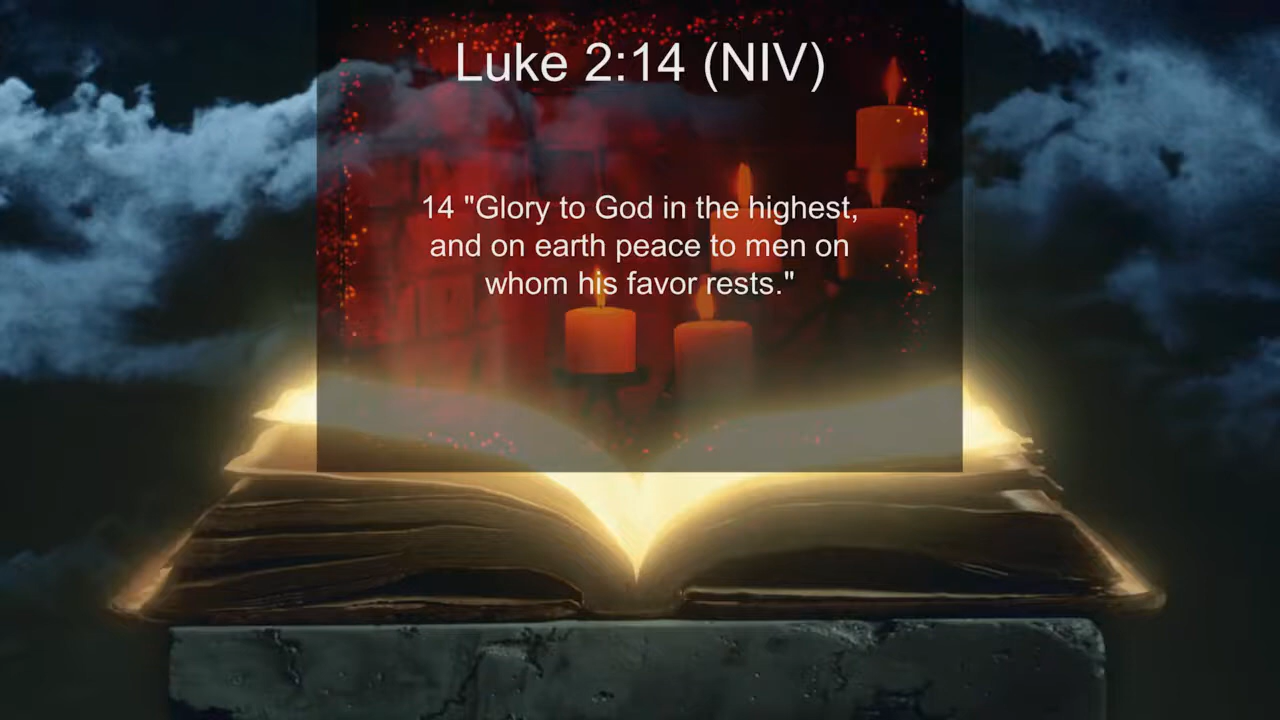 Luke 2:14 (NIV)
14 "Glory to God in the highest,
and on earth peace to men on
whom his favor rests."